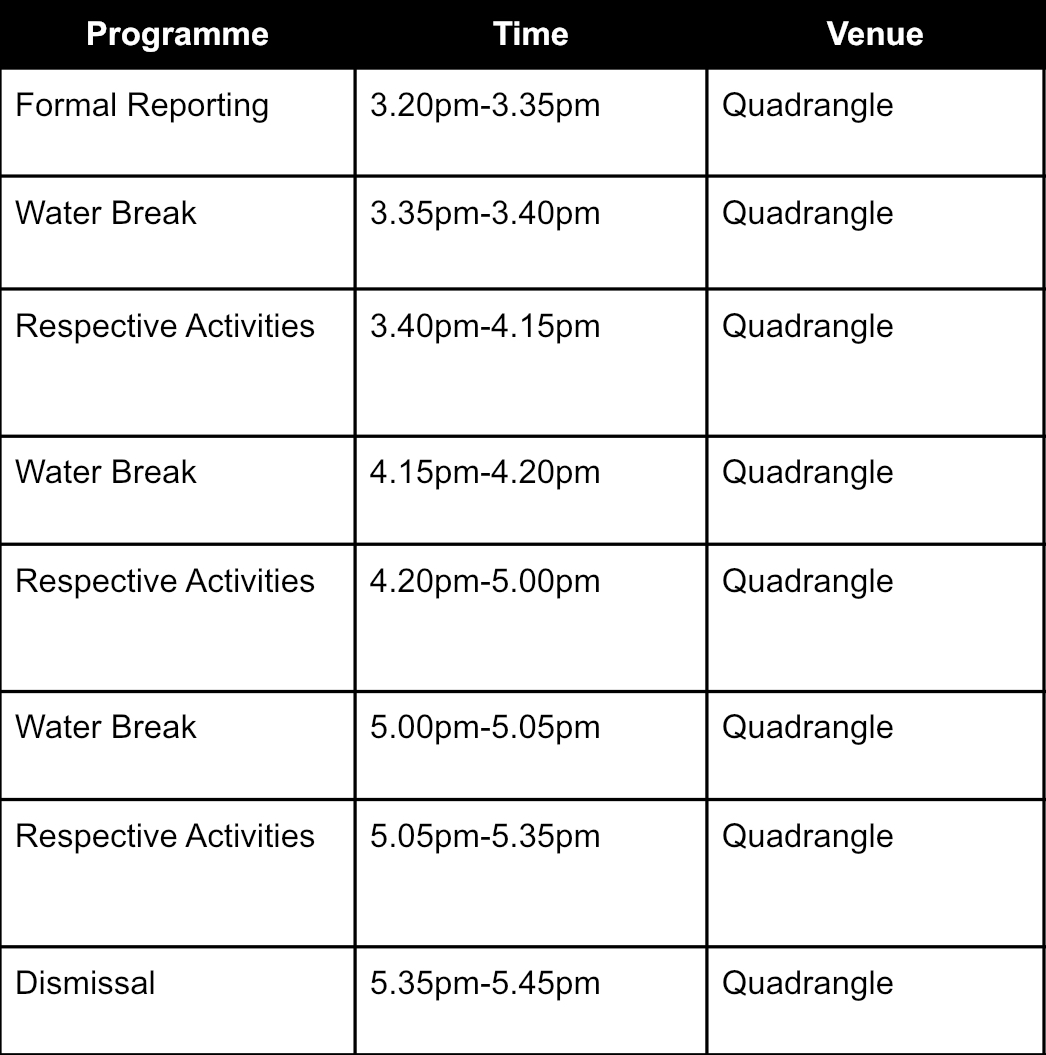 Programme Time Venue
Formal Reporting 3.20pm-3.35pm Quadrangle
Water Break 3.35pm-3.40pm Quadrangle
Respective Activities 3.40pm-4.15pm Quadrangle
Water Break 4.15pm-4.20pm Quadrangle
Respective Activities 4.20pm-5.00pm Quadrangle
Water Break 5.00pm-5.05pm Quadrangle
Respective Activities 5.05pm-5.35pm Quadrangle
Dismissal 5.35pm-5.45pm Quadrangle